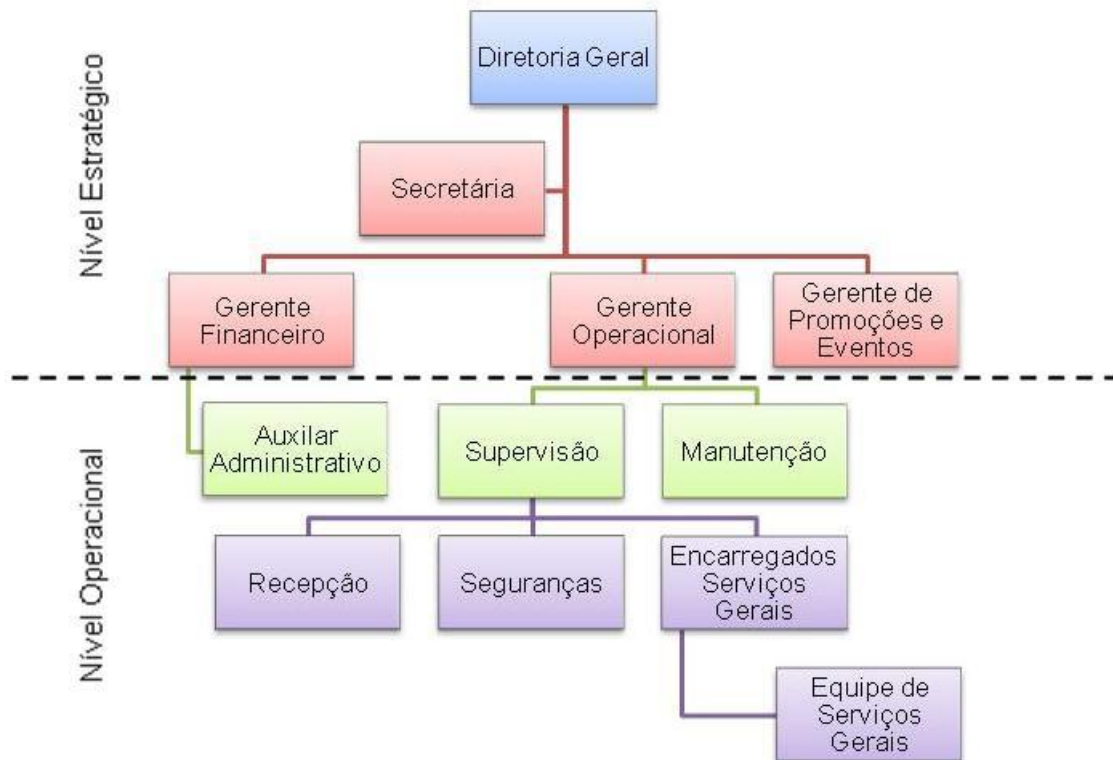 Nível Estratégico
Diretoria Geral
Secretária
Gerente
Financeiro
Gerente
Operacional
Gerente de
Promoções e
Eventos
Nível Operacional
Auxilar
Administrativo
Supervisão
Manutenção
Recepção
Seguranças
Encarregados
Serviços
Gerais
Equipe de
Serviços
Gerais